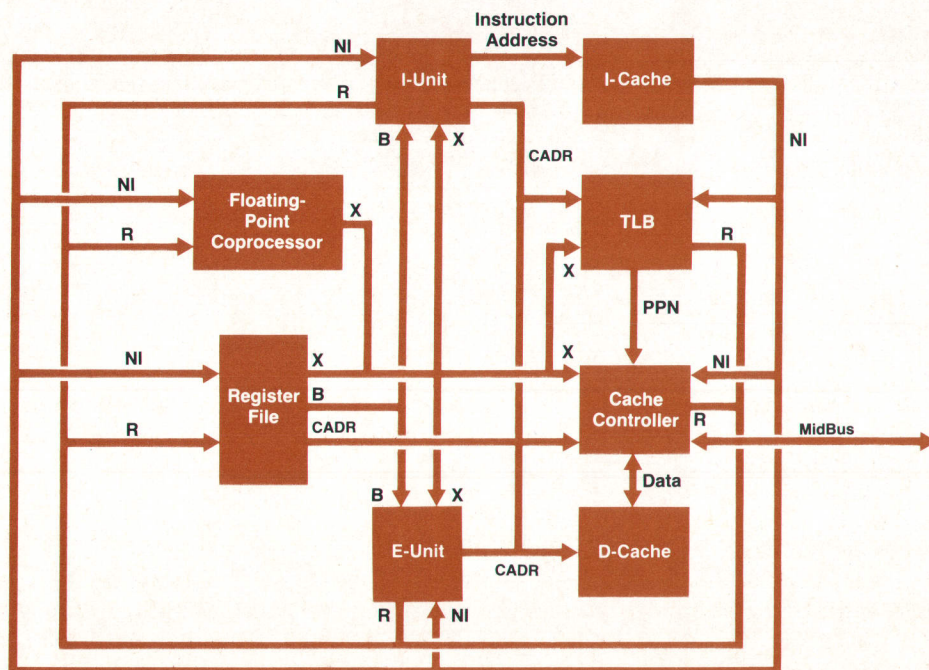 Instruction
Address
NI
I-Unit
I-Cache
R
B
X
CADR
NI
NI
Floating-
Point
Coprocessor
X
TLB
R
R
X
PPN
NI
X
X
NI
Register
File
B
Cache
Controller
R
R
CADR
MidBus
B
X
Data
E-Unit
D-Cache
CADR
R
NI